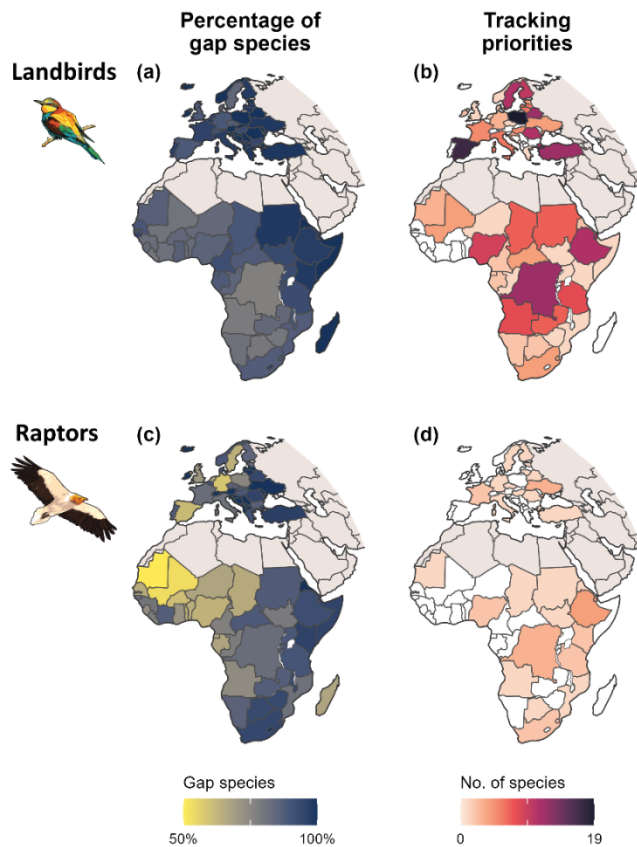 Percentage of
gap species
Tracking
priorities
Landbirds
(a)
(b)
Raptors
(c)
(d)
Gap species
50%
100%
No. of species
0
19